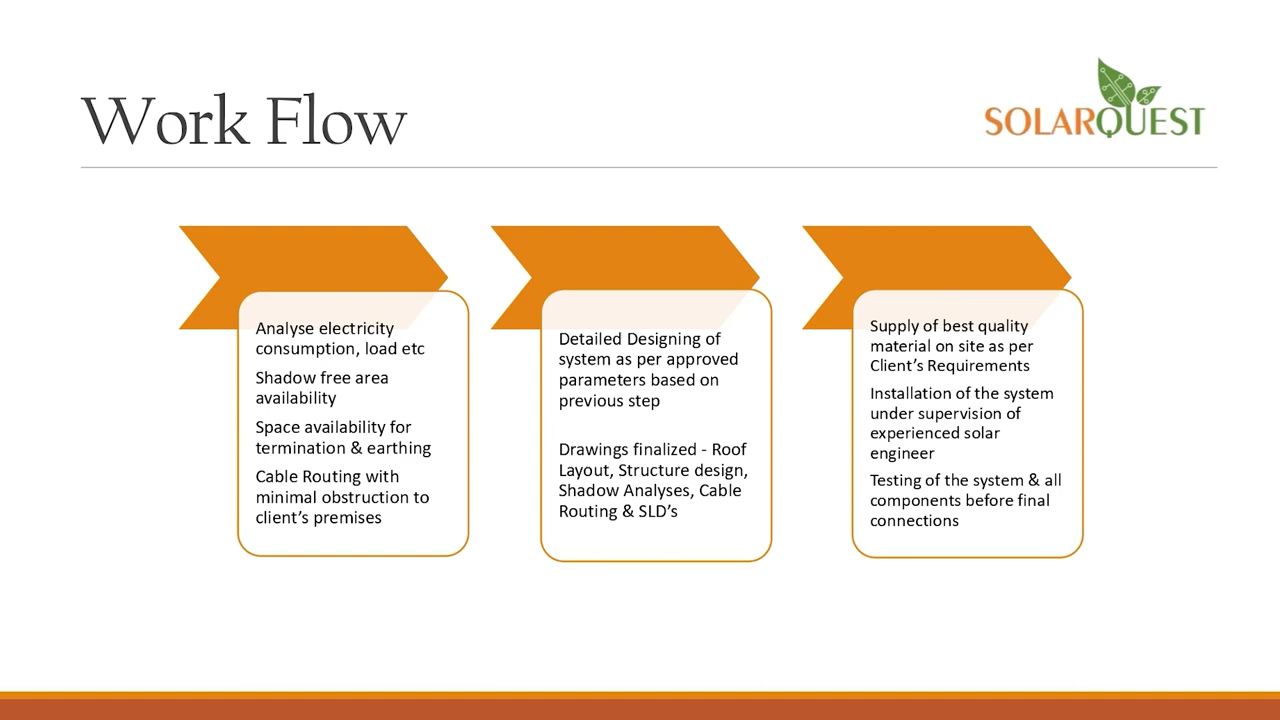 Work Flow
SOLARQUEST
Analyse electricity
consumption, load etc
Shadow free area
availability
Space availability for
termination & earthing
Cable Routing with
minimal obstruction to
client’s premises
Detailed Designing of
system as per approved
parameters based on
previous step
Drawings finalized - Roof
Layout, Structure design,
Shadow Analyses, Cable
Routing & SLD’s
Supply of best quality
material on site as per
Client’s Requirements
Installation of the system
under supervision of
experienced solar
engineer
Testing of the system & all
components before final
connections